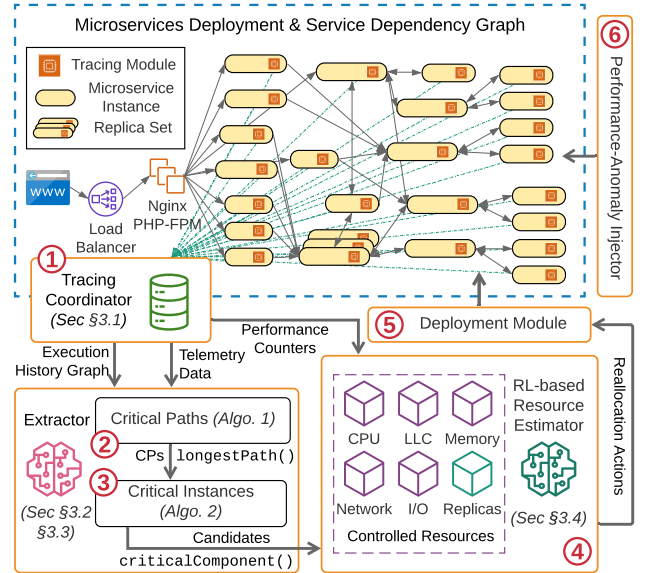 Microservices Deployment & Service Dependency Graph
6
Performance-Anomaly Injector
Tracing Module
Microservice
Instance
Replica Set
www
Load
Balancer
Nginx
PHP-FPM
1
Tracing
Coordinator
(Sec §3.1)
5
Deployment Module
Performance
Counters
Execution
History Graph
Telemetry
Data
Reallocation Actions
Extractor
Critical Paths (Algo. 1)
2
CPs
longestPath()
3
Critical Instances
(Algo. 2)
(Sec §3.2
§3.3)
Candidates
criticalComponent()
CPU
LLC
Memory
Network
I/O
Replicas
Controlled Resources
RL-based
Resource
Estimator
(Sec §3.4)
4